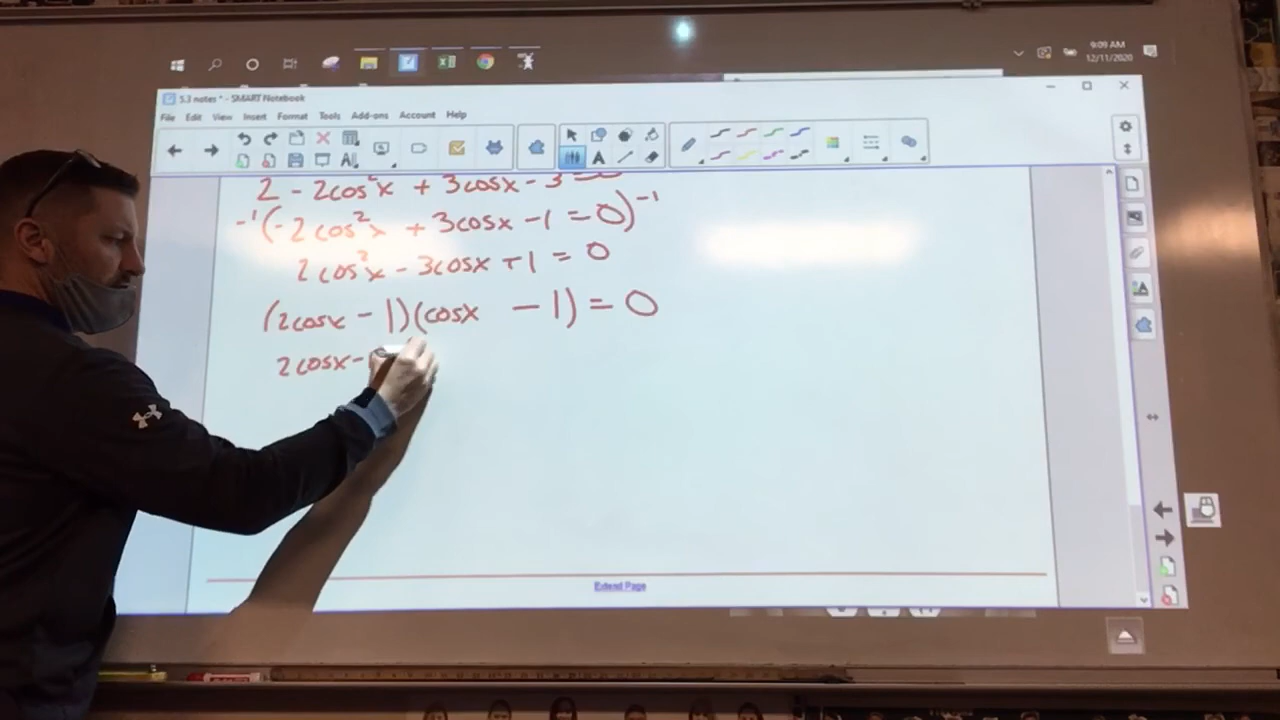 9:09 AM
12/11/2020
5.3 notes * - SMART Notebook
File Edit View Insert Format Tools Add-ons Account Help
2 - 2cos²x + 3cosx - 3 = 0
-1(-2cos²x + 3cosx - 1 = 0)-1
2cos²x - 3cosx + 1 = 0
(2cosx - 1)(cosx - 1) = 0
2cosx -
Extend Page